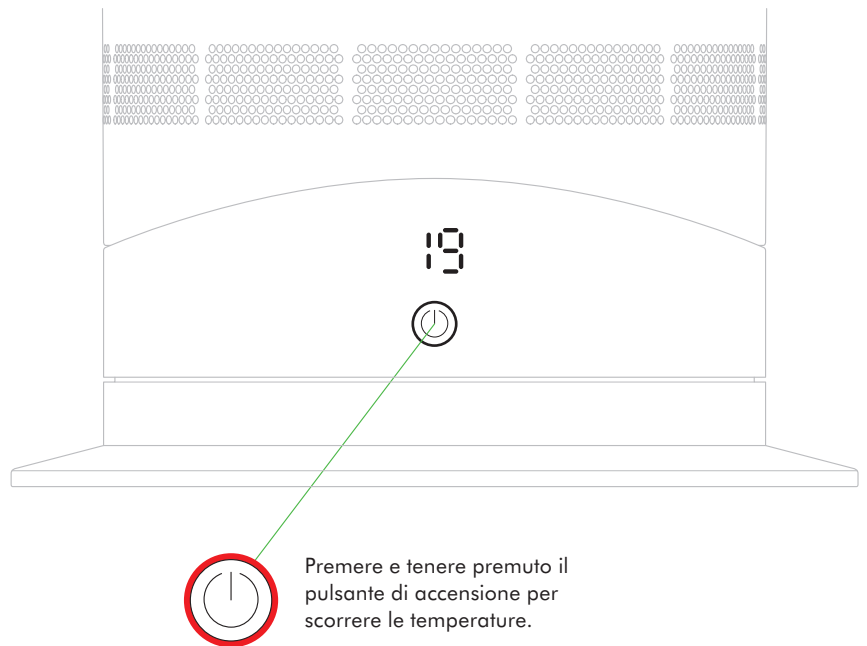 19
Premere e tenere premuto il
pulsante di accensione per
scorrere le temperature.